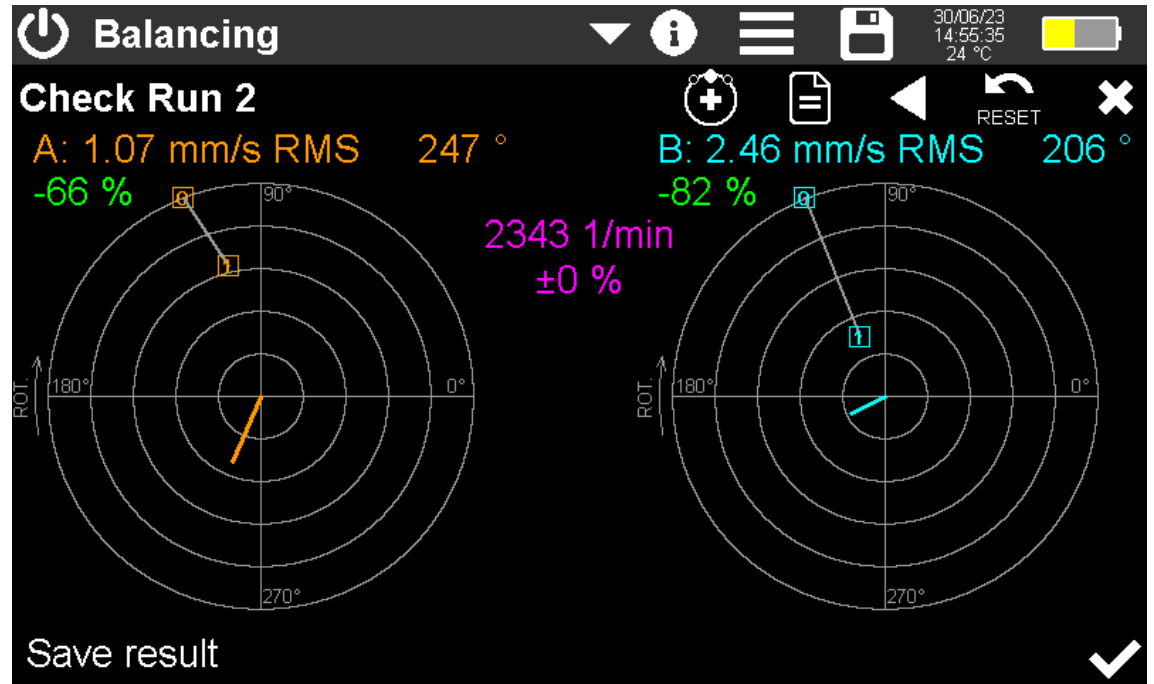 Balancing
30/06/23
14:55:35
24 °C
Check Run 2
RESET
A: 1.07 mm/s RMS 247 °
B: 2.46 mm/s RMS 206 °
-66 %
-82 %
0
90°
0
90°
2343 1/min
±0 %
1
1
ROT.
180°
0°
ROT.
180°
0°
270°
270°
Save result